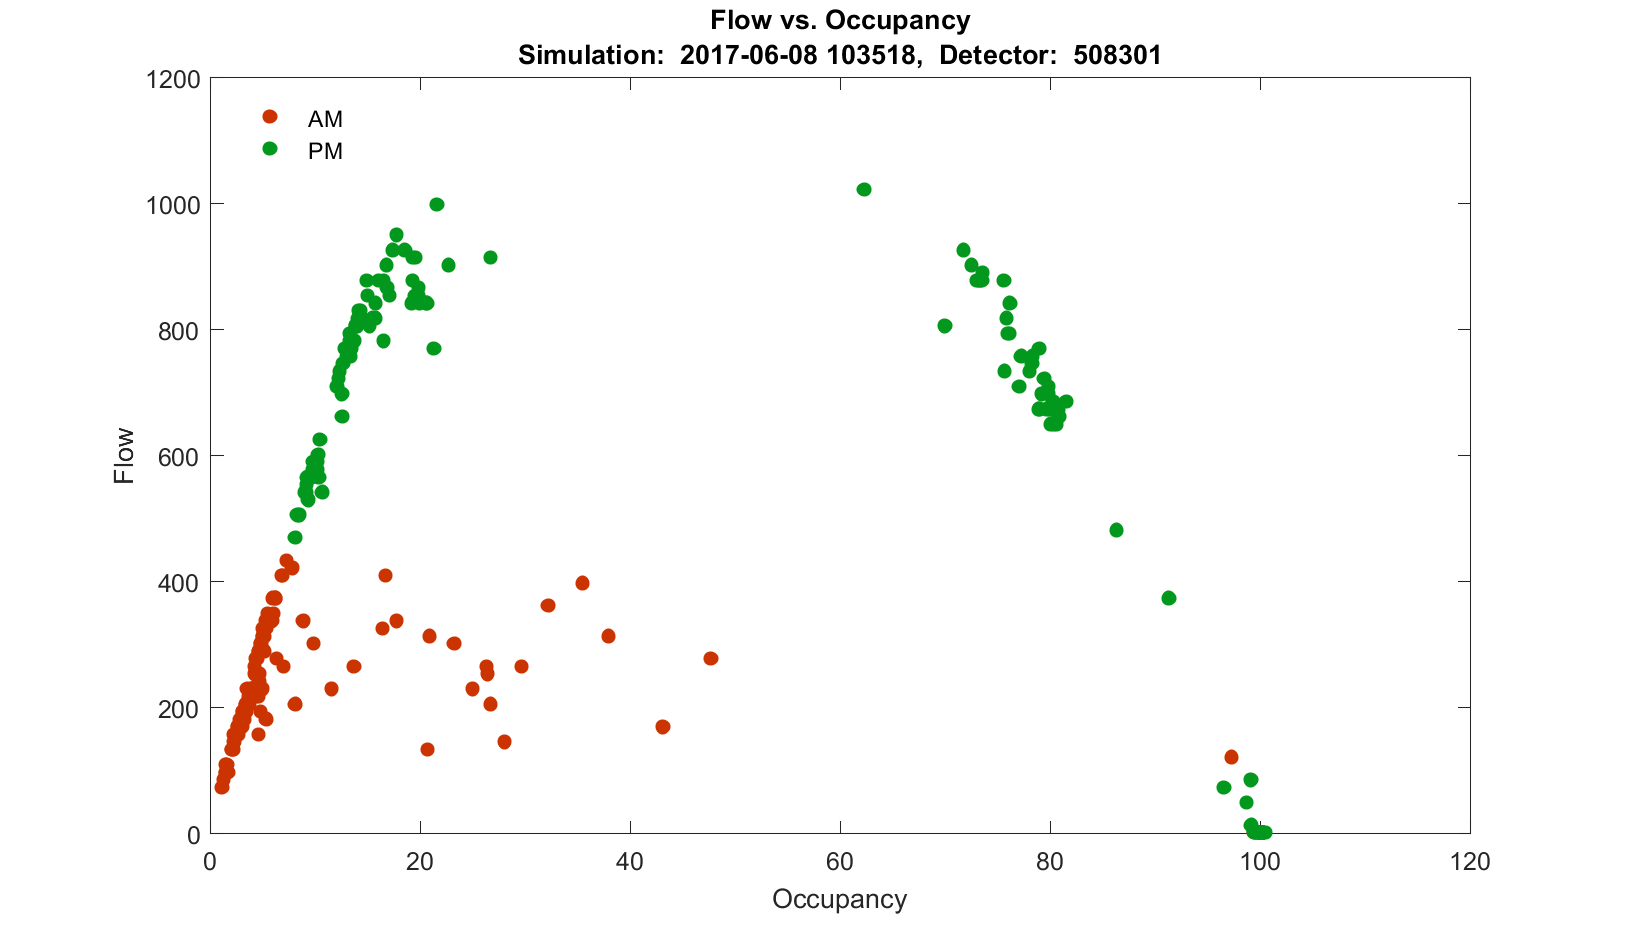 Flow vs. Occupancy
Simulation:  2017-06-08 103518,  Detector:  508301
1200
1000
800
600
400
200
0
Flow
AM
PM
0 20 40 60 80 100 120
Occupancy